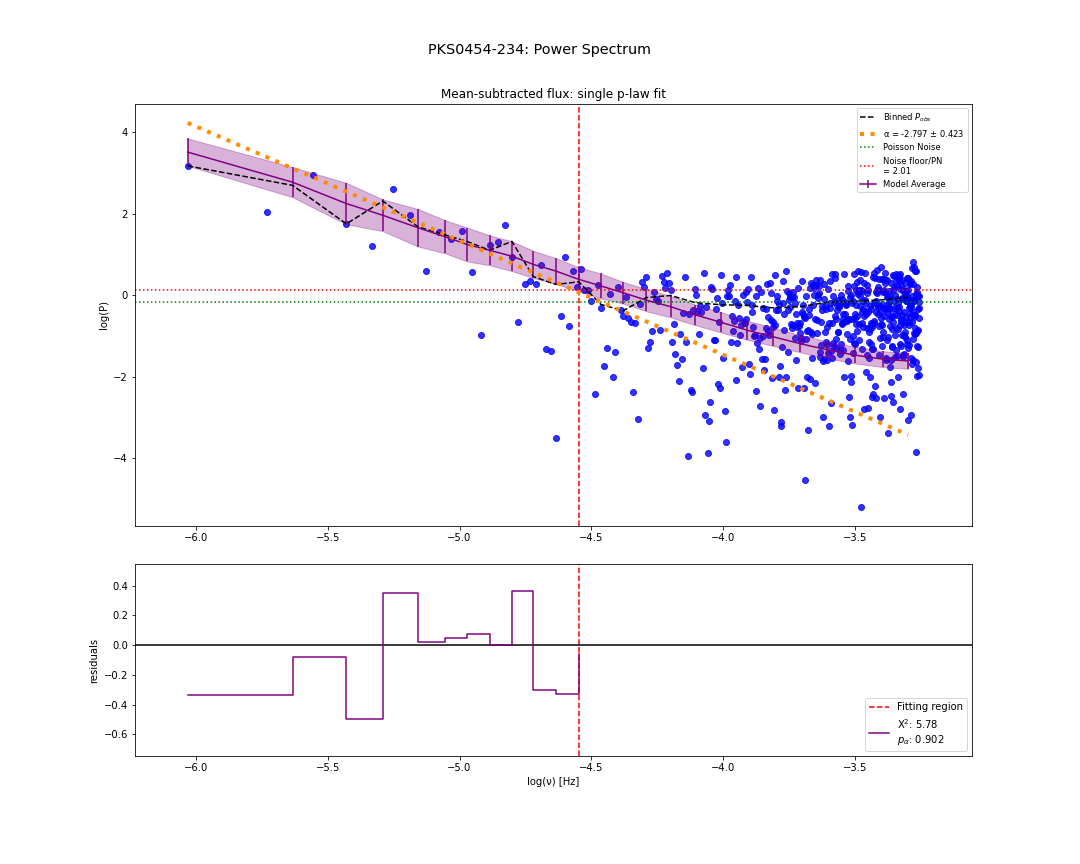 PKS0454-234: Power Spectrum
Mean-subtracted flux: single p-law fit
Binned P_obs
α = -2.797 ± 0.423
Poisson Noise
Noise floor/PN
= 2.01
Model Average
log(P)
4
2
0
−2
−4
−6.0 −5.5 −5.0 −4.5 −4.0 −3.5
residuals
0.4
0.2
0.0
−0.2
−0.4
−0.6
Fitting region
X²: 5.78
p_α: 0.902
−6.0 −5.5 −5.0 −4.5 −4.0 −3.5
log(ν) [Hz]